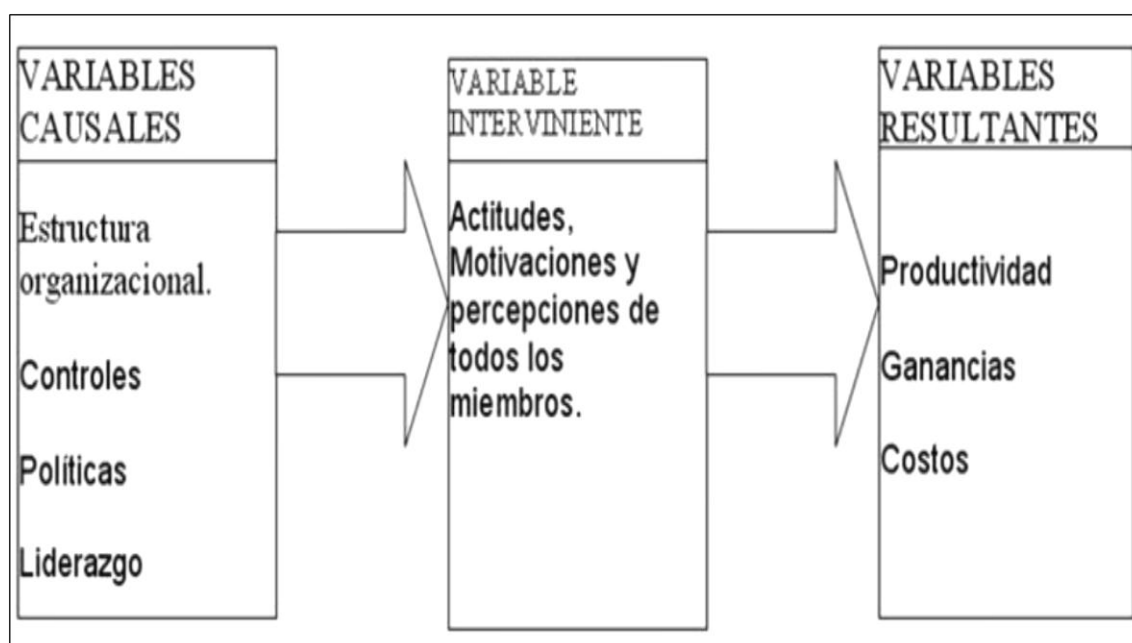 VARIABLES
CAUSALES
Estructura
organizacional.
Controles
Políticas
Liderazgo
VARIABLE
INTERVINIENTE
Actitudes,
Motivaciones y
percepciones de
todos los
miembros.
VARIABLES
RESULTANTES
Productividad
Ganancias
Costos